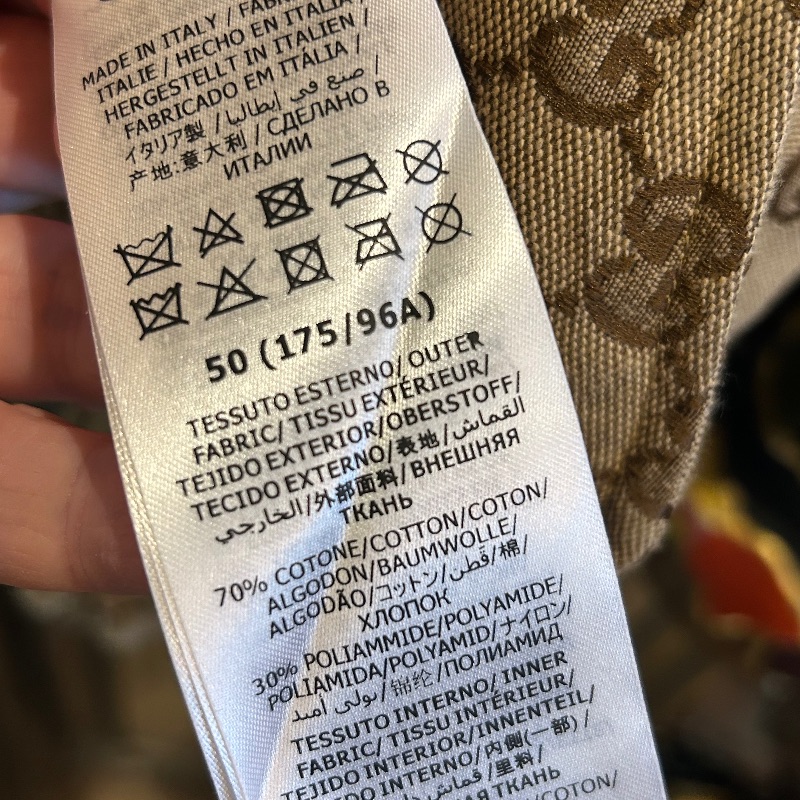 MADE IN ITALY / FABR
ITALIE / HECHO EN ITALIA
HERGESTELLT IN ITALIEN /
FABRICADO EM ITÁLIA /
صنع في إيطاليا /
イタリア製 / СДЕЛАНО В
产地:意大利 / ИТАЛИИ
50 (175/96A)
TESSUTO ESTERNO/ OUTER
FABRIC/ TISSU EXTÉRIEUR/
TEJIDO EXTERIOR/OBERSTOFF/
TECIDO EXTERNO/表地/القماش
الخارجي/外部面料/ВНЕШНЯЯ
ТКАНЬ
70% COTONE/COTTON/COTON/
ALGODON/BAUMWOLLE/
ALGODÃO/コットン/قطن/棉/
ХЛОПОК
30% POLIAMMIDE/POLYAMIDE/
POLIAMIDA/POLYAMID/ナイロン/
بولي أميد/锦纶/ПОЛИАМИД
TESSUTO INTERNO/ INNER
FABRIC/ TISSU INTÉRIEUR/
TEJIDO INTERIOR/INNENTEIL/
INTERNO/内側(一部)/
قماش/里料/
ТКАНЬ
COTTON/